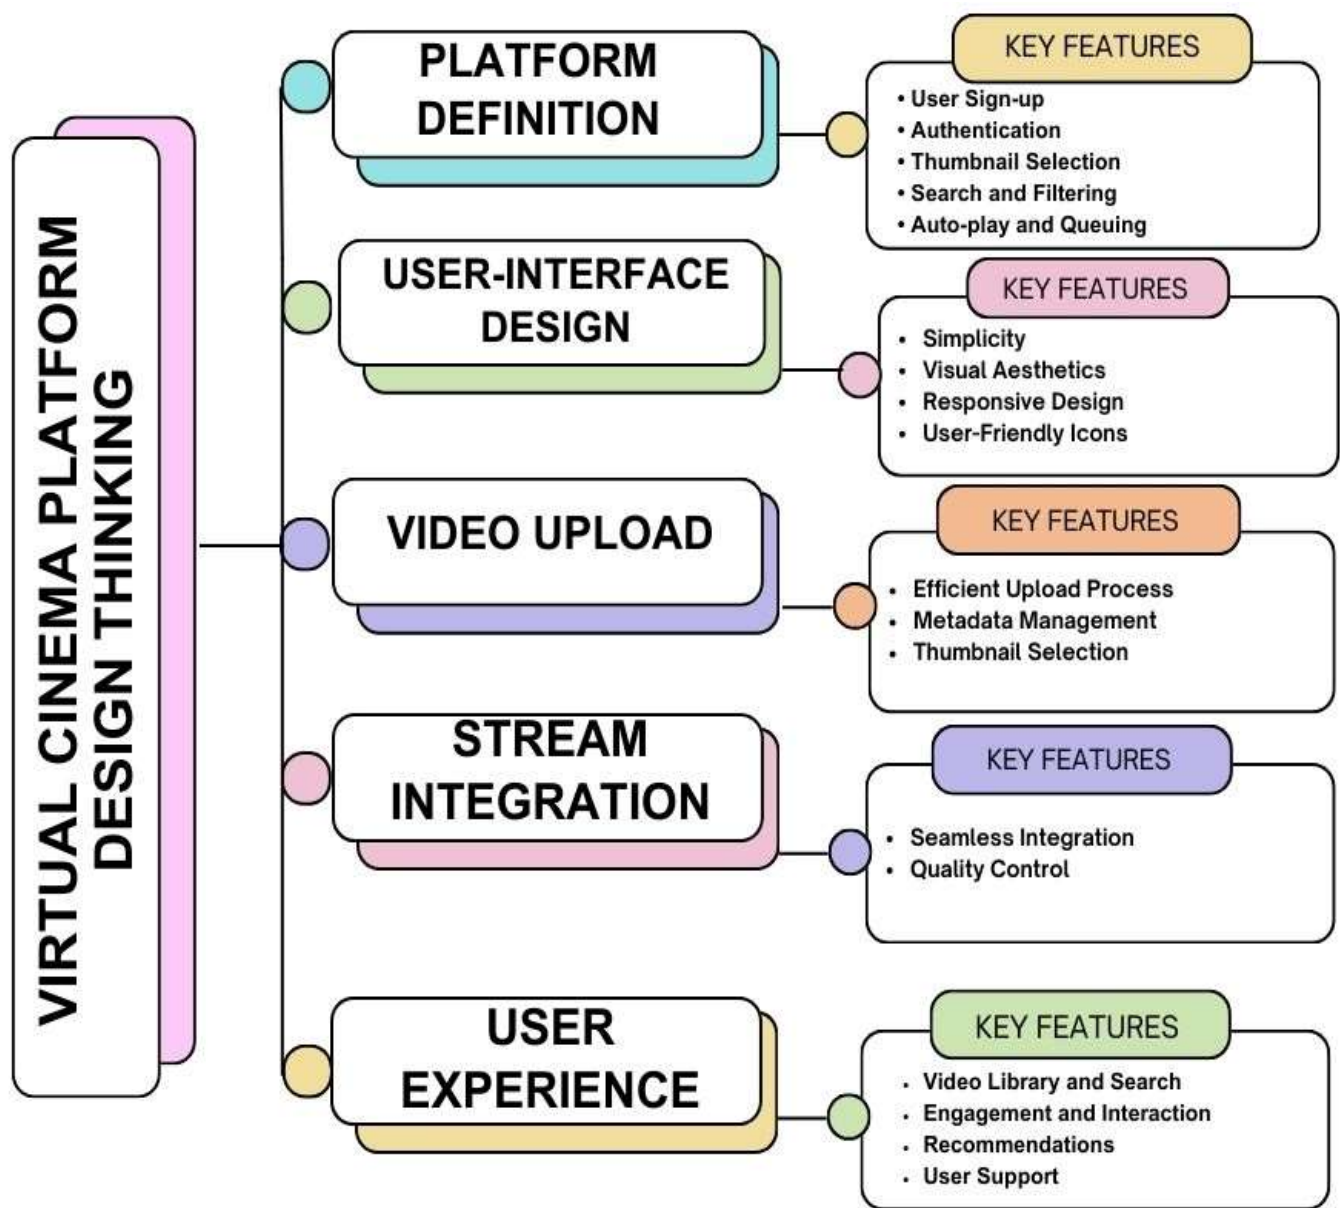 VIRTUAL CINEMA PLATFORM
DESIGN THINKING
PLATFORM
DEFINITION
KEY FEATURES
• User Sign-up
• Authentication
• Thumbnail Selection
• Search and Filtering
• Auto-play and Queuing
USER-INTERFACE
DESIGN
KEY FEATURES
• Simplicity
• Visual Aesthetics
• Responsive Design
• User-Friendly Icons
VIDEO UPLOAD
KEY FEATURES
• Efficient Upload Process
• Metadata Management
• Thumbnail Selection
STREAM
INTEGRATION
KEY FEATURES
• Seamless Integration
• Quality Control
USER
EXPERIENCE
KEY FEATURES
• Video Library and Search
• Engagement and Interaction
• Recommendations
• User Support